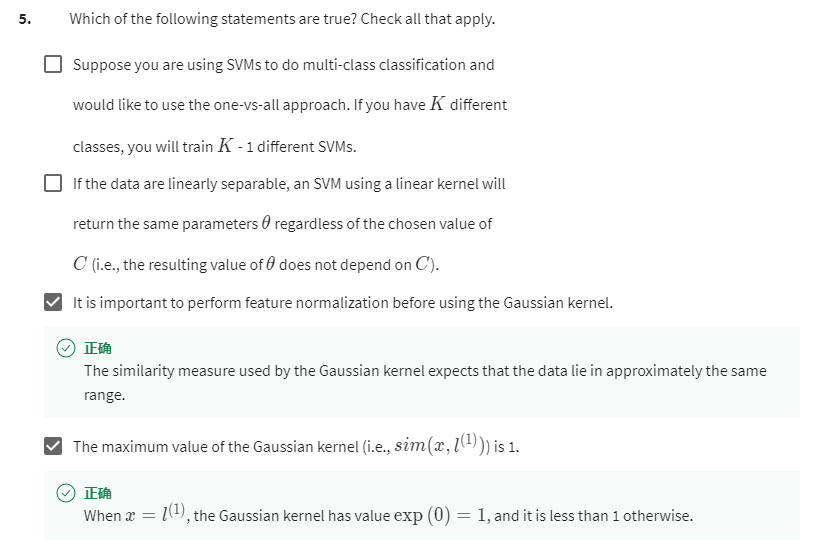 5. Which of the following statements are true? Check all that apply.
Suppose you are using SVMs to do multi-class classification and
would like to use the one-vs-all approach. If you have K different
classes, you will train K - 1 different SVMs.
If the data are linearly separable, an SVM using a linear kernel will
return the same parameters θ regardless of the chosen value of
C (i.e., the resulting value of θ does not depend on C).
It is important to perform feature normalization before using the Gaussian kernel.
正确
The similarity measure used by the Gaussian kernel expects that the data lie in approximately the same
range.
The maximum value of the Gaussian kernel (i.e., sim(x, l^(1))) is 1.
正确
When x = l^(1), the Gaussian kernel has value exp (0) = 1, and it is less than 1 otherwise.